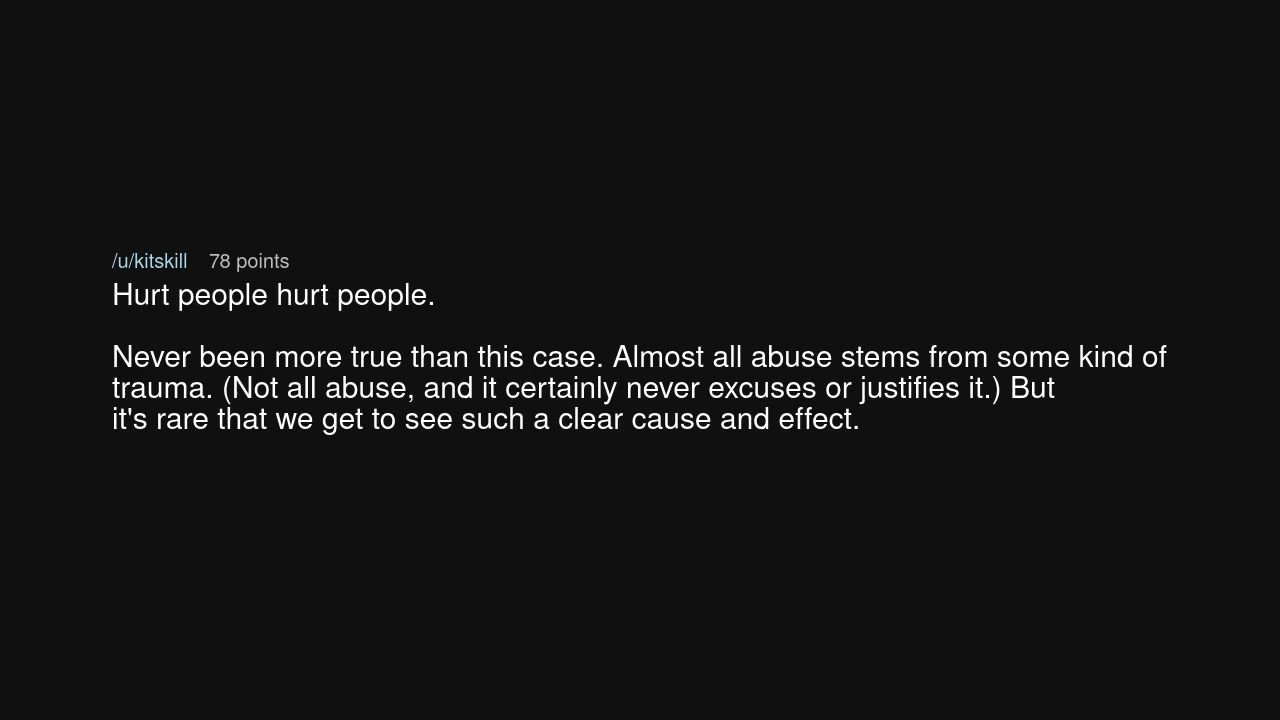 /u/kitskill 78 points
Hurt people hurt people.
Never been more true than this case. Almost all abuse stems from some kind of
trauma. (Not all abuse, and it certainly never excuses or justifies it.) But
it's rare that we get to see such a clear cause and effect.